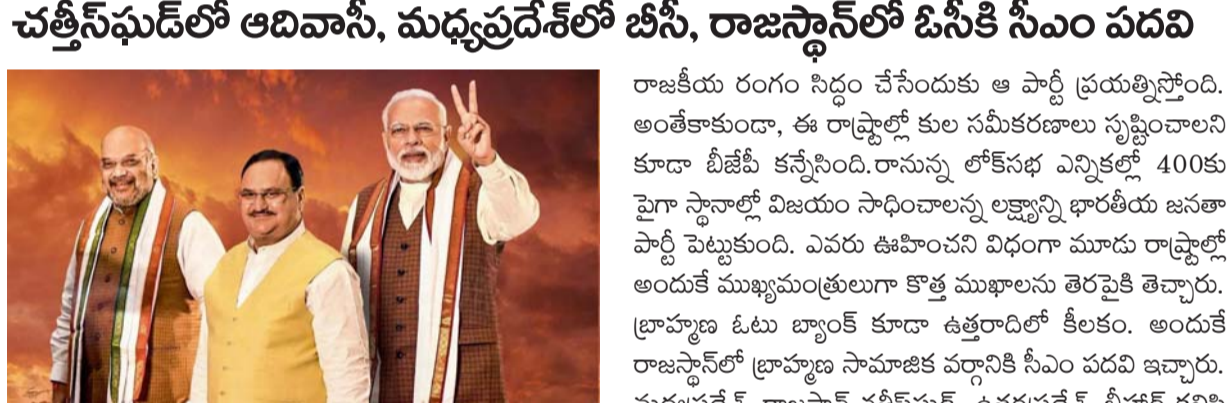 చత్తీస్‌ఘడ్‌లో ఆదివాసీ, మధ్యప్రదేశ్‌లో బీసీ, రాజస్థాన్‌లో ఓసీకి సీఎం పదవి
రాజకీయ రంగం సిద్ధం చేసేందుకు ఆ పార్టీ ప్రయత్నిస్తోంది.
అంతేకాకుండా, ఈ రాష్ట్రాల్లో కుల సమీకరణాలు సృష్టించాలని
కూడా బీజేపీ కన్నేసింది.రానున్న లోక్‌సభ ఎన్నికల్లో 400కు
పైగా స్థానాల్లో విజయం సాధించాలన్న లక్ష్యాన్ని భారతీయ జనతా
పార్టీ పెట్టుకుంది. ఎవరు ఊహించని విధంగా మూడు రాష్ట్రాల్లో
అందుకే ముఖ్యమంత్రులుగా కొత్త ముఖాలను తెరపైకి తెచ్చారు.
బ్రాహ్మణ ఓటు బ్యాంక్ కూడా ఉత్తరాదిలో కీలకం. అందుకే
రాజస్థాన్‌లో బ్రాహ్మణ సామాజిక వర్గానికి సీఎం పదవి ఇచ్చారు.